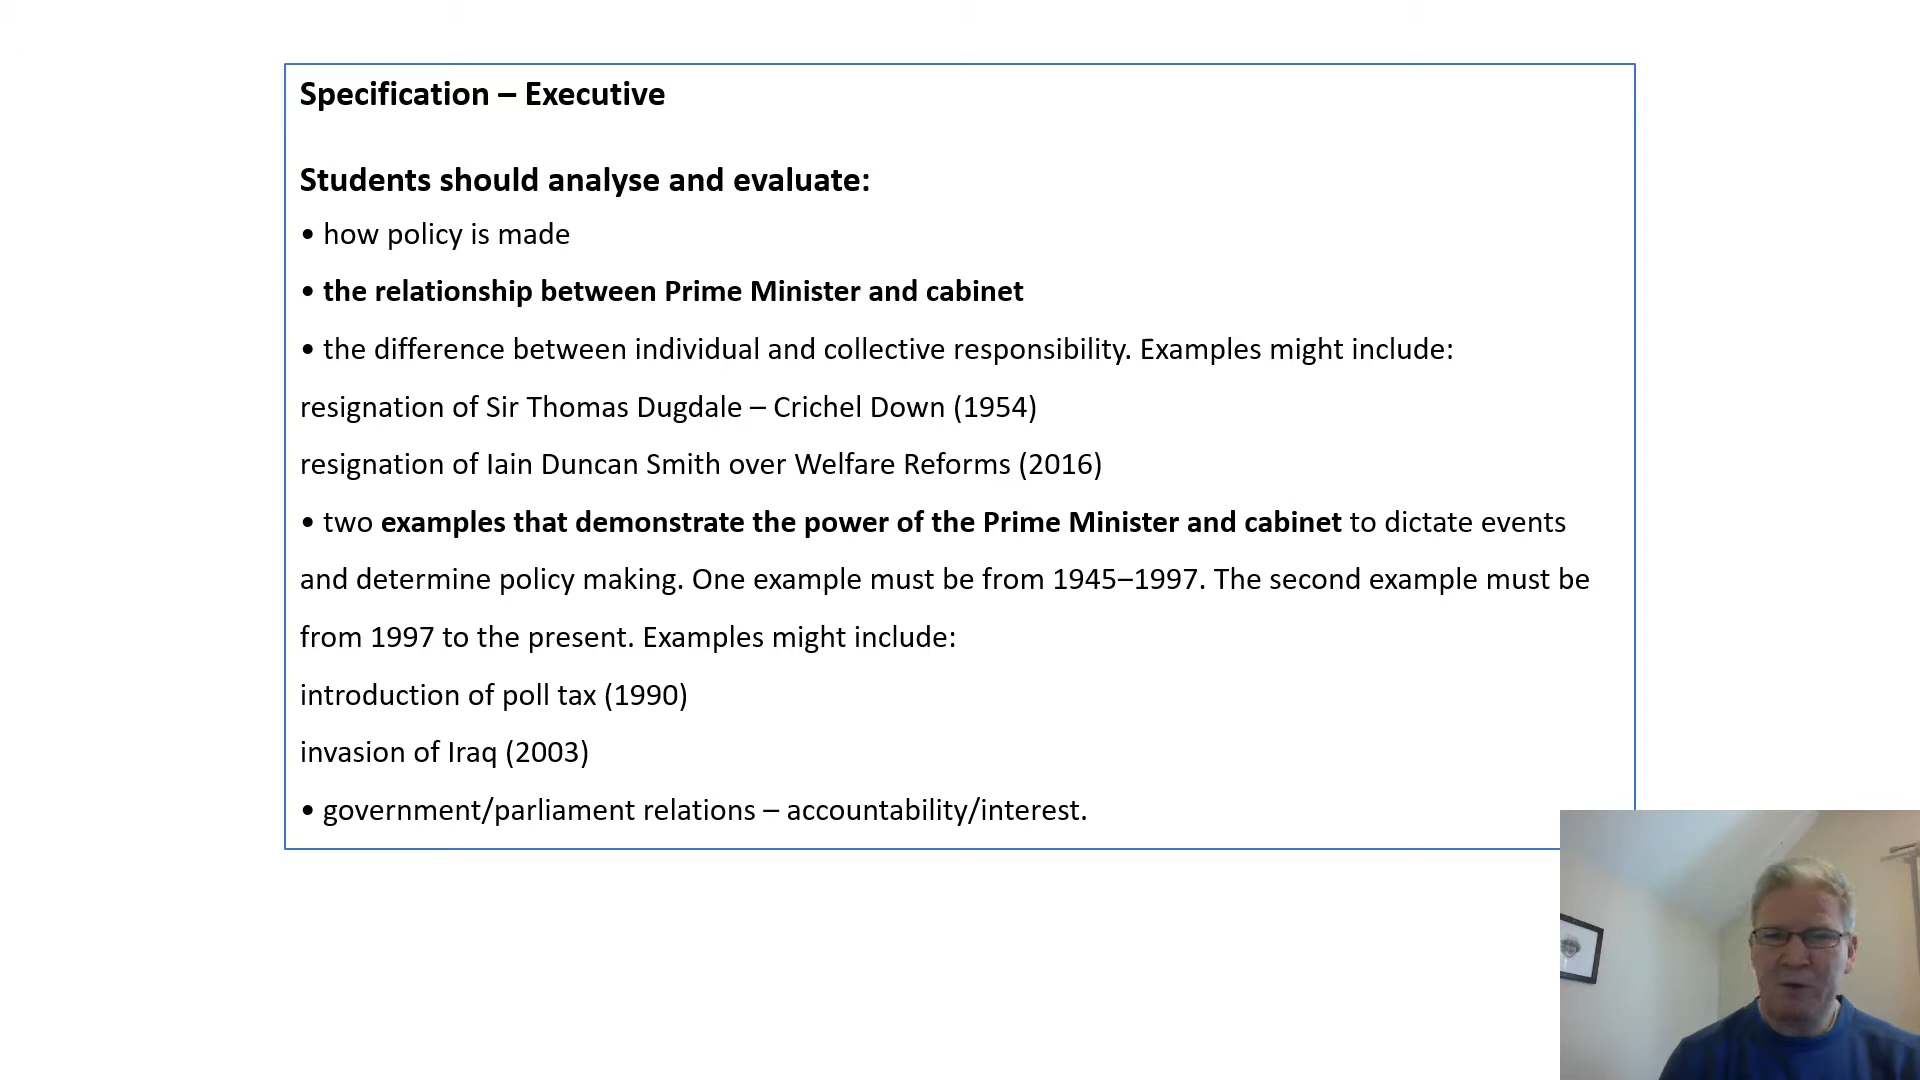 Specification – Executive
Students should analyse and evaluate:
• how policy is made
• the relationship between Prime Minister and cabinet
• the difference between individual and collective responsibility. Examples might include:
resignation of Sir Thomas Dugdale – Crichel Down (1954)
resignation of Iain Duncan Smith over Welfare Reforms (2016)
• two examples that demonstrate the power of the Prime Minister and cabinet to dictate events
and determine policy making. One example must be from 1945–1997. The second example must be
from 1997 to the present. Examples might include:
introduction of poll tax (1990)
invasion of Iraq (2003)
• government/parliament relations – accountability/interest.